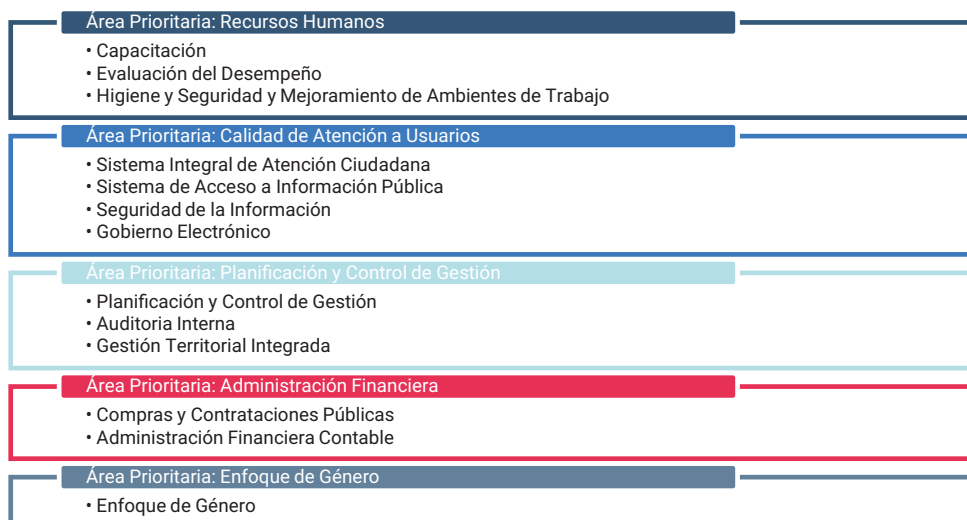 Área Prioritaria: Recursos Humanos
• Capacitación
• Evaluación del Desempeño
• Higiene y Seguridad y Mejoramiento de Ambientes de Trabajo
Área Prioritaria: Calidad de Atención a Usuarios
• Sistema Integral de Atención Ciudadana
• Sistema de Acceso a Información Pública
• Seguridad de la Información
• Gobierno Electrónico
Área Prioritaria: Planificación y Control de Gestión
• Planificación y Control de Gestión
• Auditoria Interna
• Gestión Territorial Integrada
Área Prioritaria: Administración Financiera
• Compras y Contrataciones Públicas
• Administración Financiera Contable
Área Prioritaria: Enfoque de Género
• Enfoque de Género